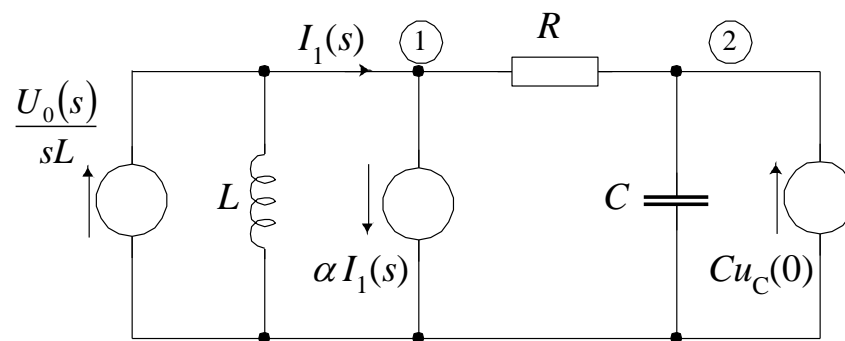 I₁(s)
1
R
2
U₀(s)
sL
L
αI₁(s)
C
Cu_C(0)